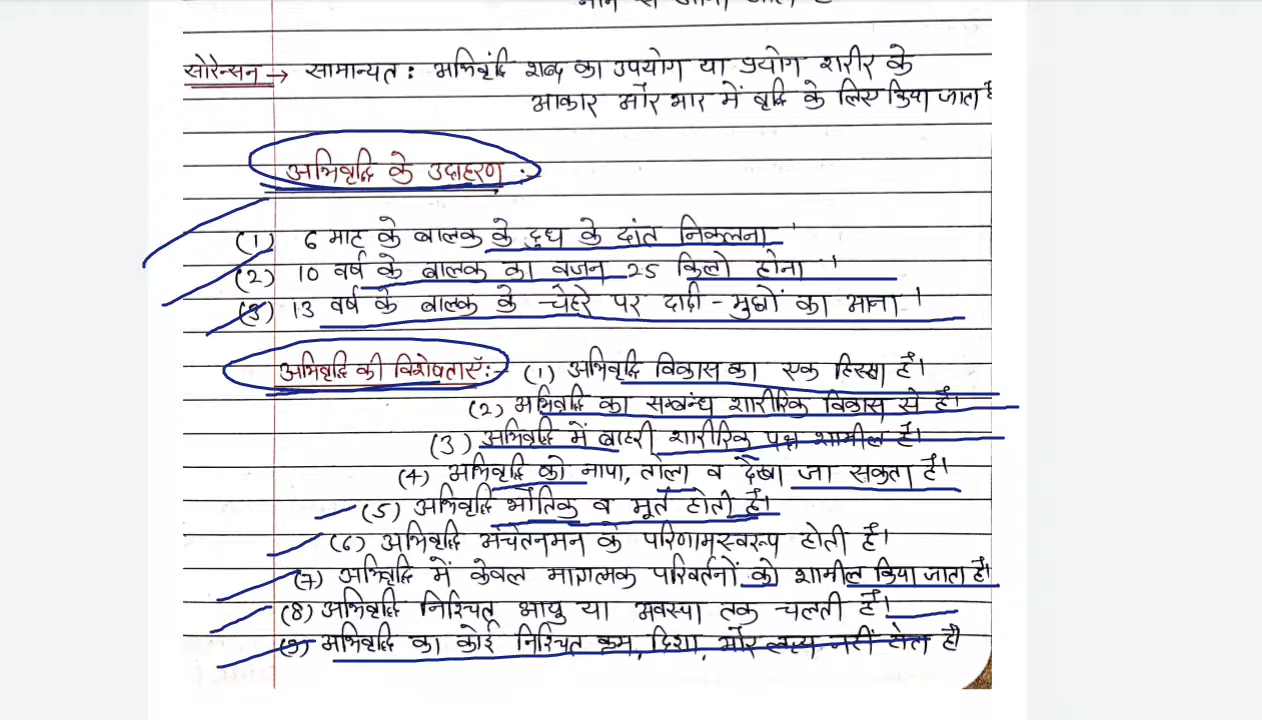 सोरेन्सन → सामान्यत: अभिवृद्धि शब्द का उपयोग या प्रयोग शरीर के
आकार और भार में वृद्धि के लिए किया जाता है
अभिवृद्धि के उदाहरण :
(1) 6 माह के बालक के दुध के दांत निकलना ।
(2) 10 वर्ष के बालक का वजन 25 किलो होना ।
(3) 13 वर्ष के बालक के चेहरे पर दाढी - मुछों का आना ।
अभिवृद्धि की विशेषताएँ:- (1) अभिवृद्धि विकास का एक हिस्सा है।
(2) अभिवृद्धि का सम्बन्ध शारीरिक विकास से है।
(3) अभिवृद्धि में बाहरी शारीरिक पक्ष शामील है।
(4) अभिवृद्धि को नापा, तोला व देखा जा सकता है।
(5) अभिवृद्धि भौतिक व मूर्त होती है।
(6) अभिवृद्धि के परिणामस्वरूप होती है।
(7) अभिवृद्धि में केवल मात्रात्मक परिवर्तनों को शामील किया जाता है।
(8) अभिवृद्धि निश्चित आयु या अवस्था तक चलती है।
(9) अभिवृद्धि का कोई निश्चित क्रम, दिशा, और लक्ष्य नहीं होता है